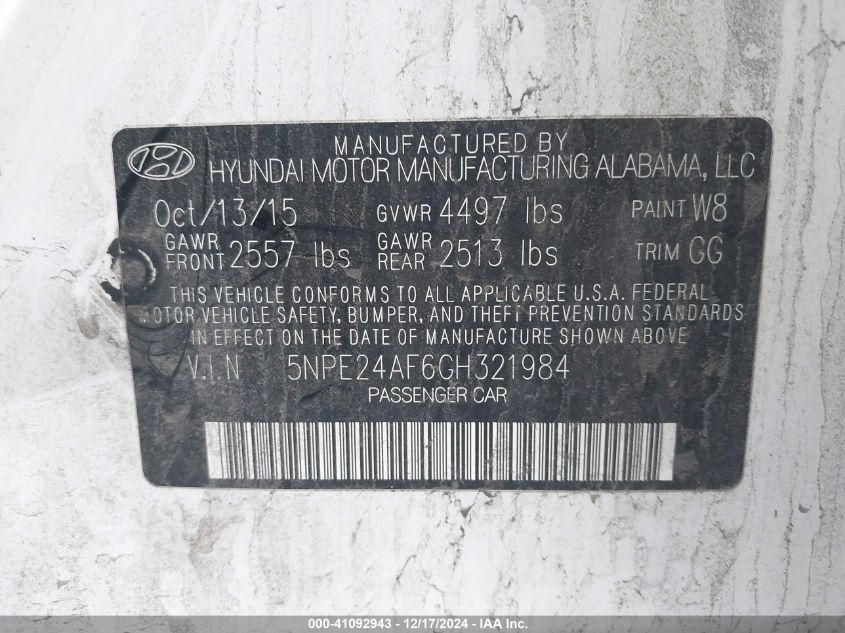 MANUFACTURED BY
HYUNDAI MOTOR MANUFACTURING ALABAMA, LLC
Oct/13/15 GVWR 4497 lbs PAINT W8
GAWR FRONT 2557 lbs GAWR REAR 2513 lbs TRIM GG
THIS VEHICLE CONFORMS TO ALL APPLICABLE U.S.A. FEDERAL
MOTOR VEHICLE SAFETY, BUMPER, AND THEFT PREVENTION STANDARDS
IN EFFECT ON THE DATE OF MANUFACTURE SHOWN ABOVE
V.I.N 5NPE24AF6GH321984
PASSENGER CAR
000-41092943 - 12/17/2024 - IAA Inc.